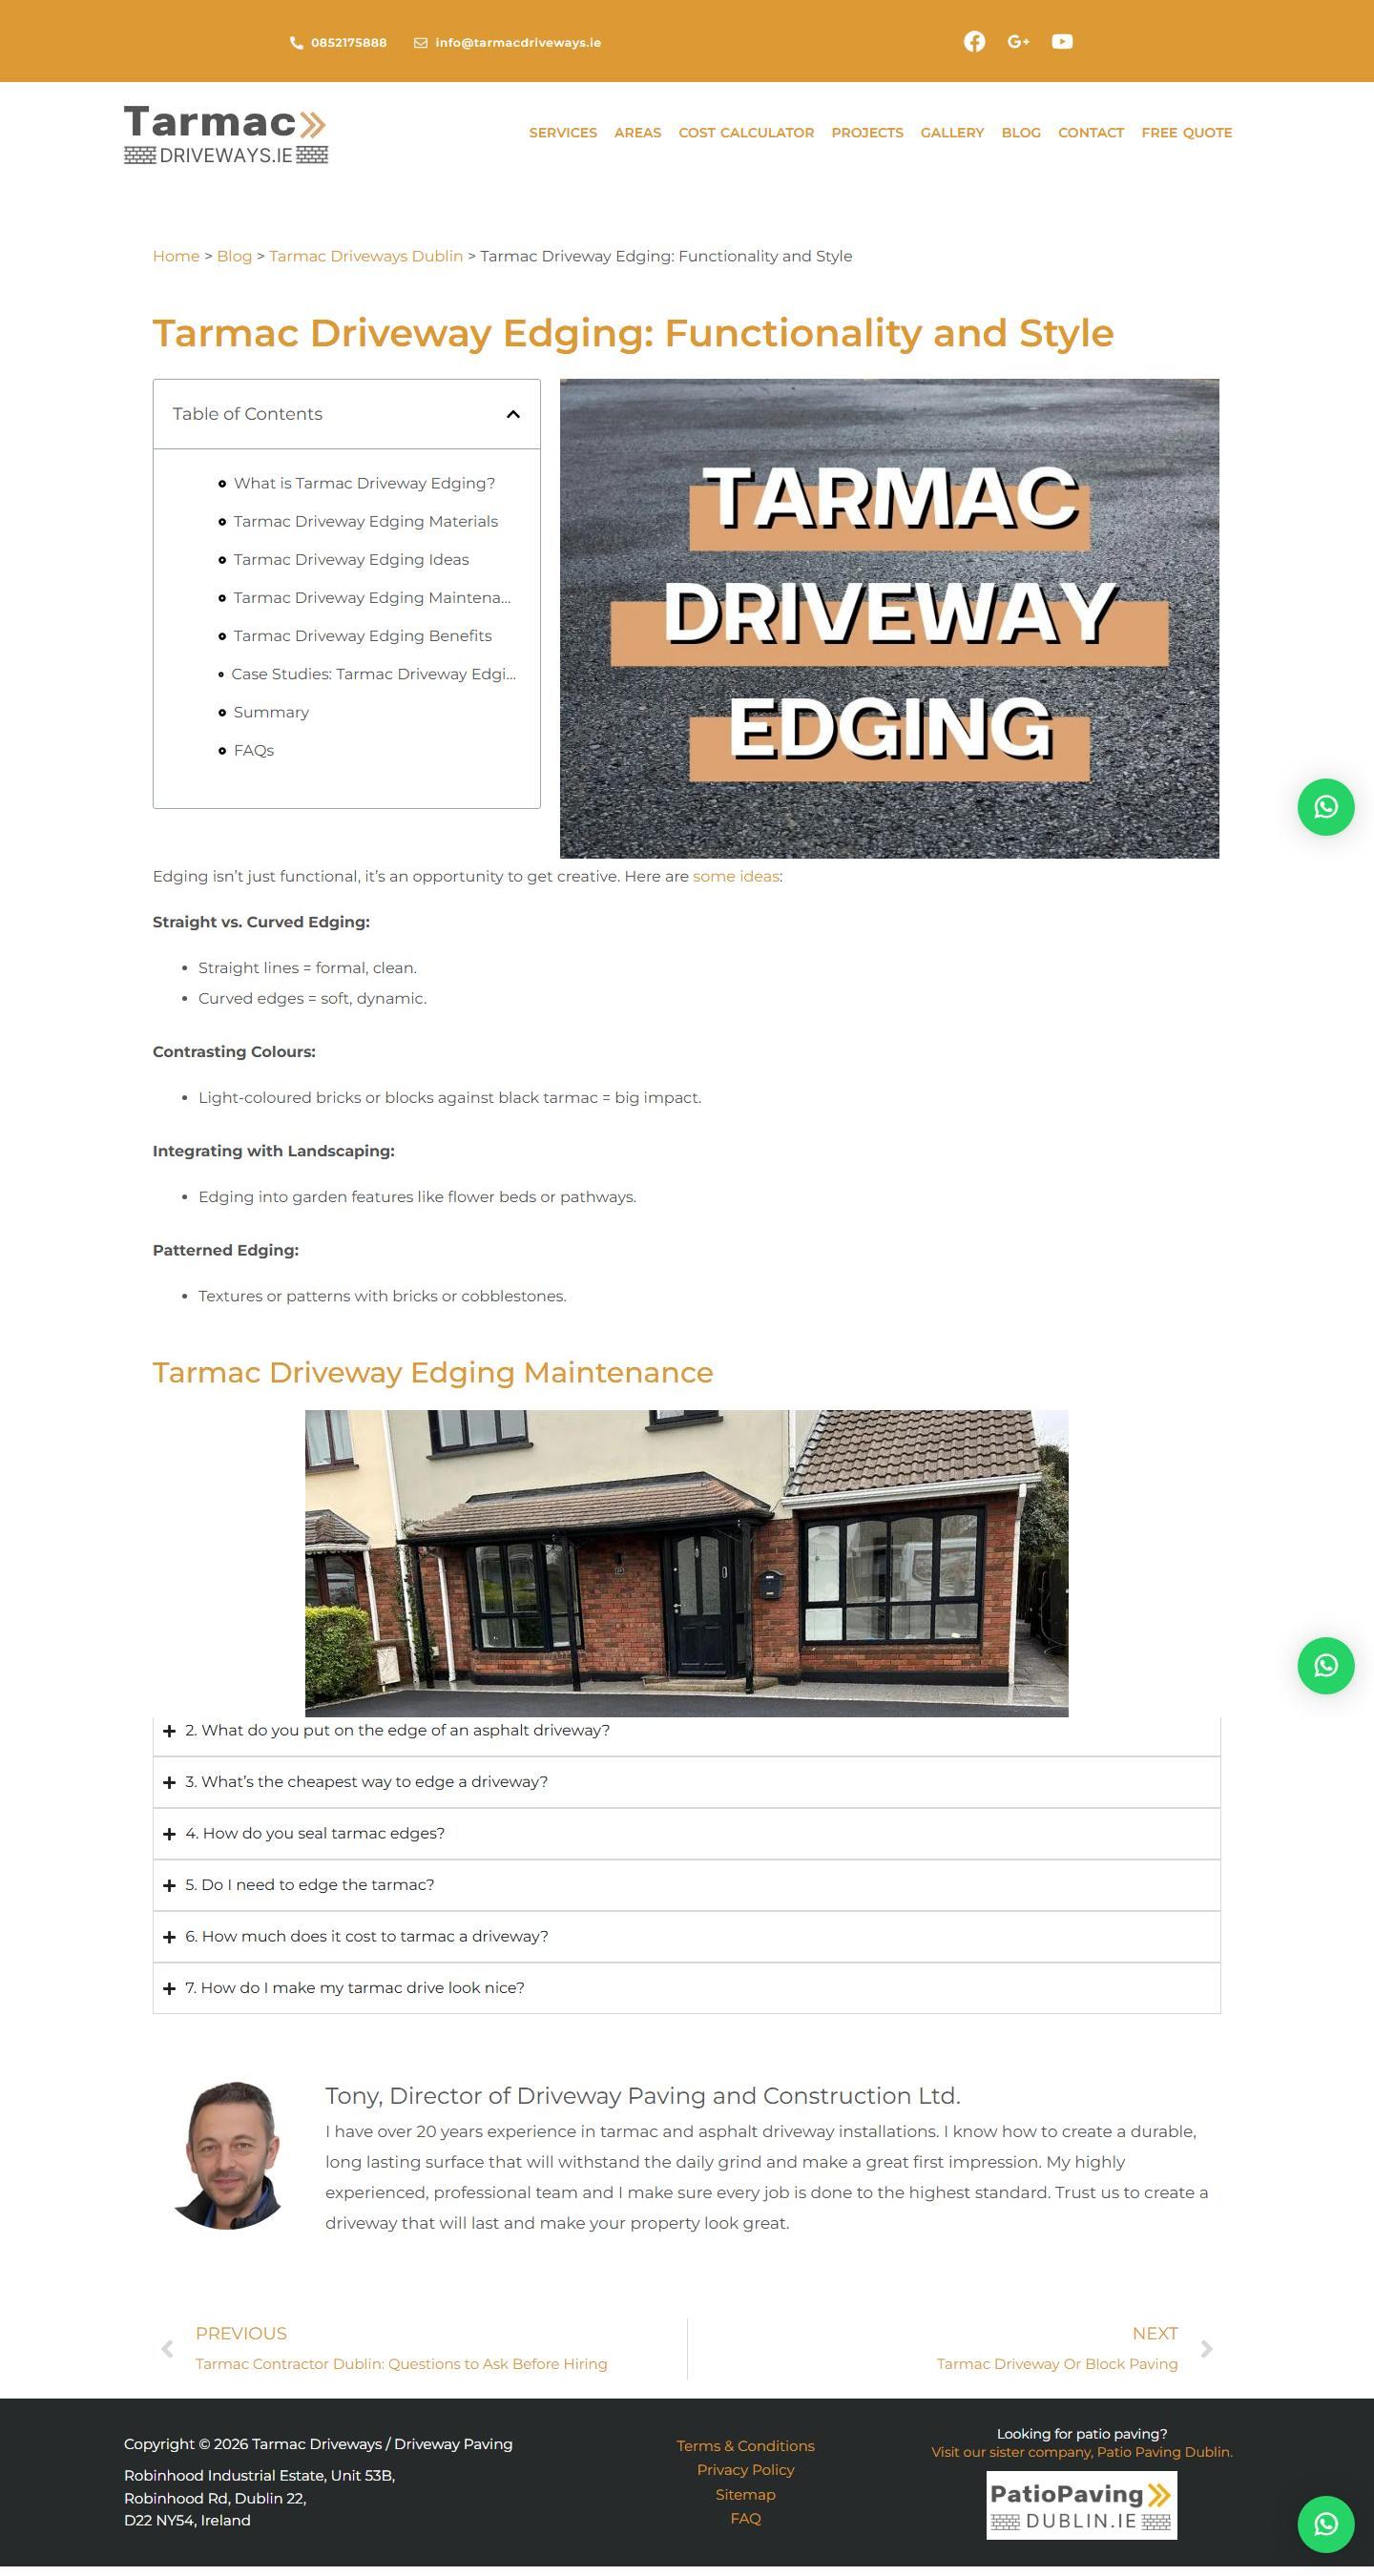 0852175888
info@tarmacdriveways.ie
Tarmac
DRIVEWAYS.IE
SERVICES AREAS COST CALCULATOR PROJECTS GALLERY BLOG CONTACT FREE QUOTE
Home > Blog > Tarmac Driveways Dublin > Tarmac Driveway Edging: Functionality and Style
Tarmac Driveway Edging: Functionality and Style
Table of Contents
What is Tarmac Driveway Edging?
Tarmac Driveway Edging Materials
Tarmac Driveway Edging Ideas
Tarmac Driveway Edging Maintena...
Tarmac Driveway Edging Benefits
Case Studies: Tarmac Driveway Edgi...
Summary
FAQs
TARMAC
DRIVEWAY
EDGING
Edging isn’t just functional, it’s an opportunity to get creative. Here are some ideas:
Straight vs. Curved Edging:
Straight lines = formal, clean.
Curved edges = soft, dynamic.
Contrasting Colours:
Light-coloured bricks or blocks against black tarmac = big impact.
Integrating with Landscaping:
Edging into garden features like flower beds or pathways.
Patterned Edging:
Textures or patterns with bricks or cobblestones.
Tarmac Driveway Edging Maintenance
2. What do you put on the edge of an asphalt driveway?
3. What’s the cheapest way to edge a driveway?
4. How do you seal tarmac edges?
5. Do I need to edge the tarmac?
6. How much does it cost to tarmac a driveway?
7. How do I make my tarmac drive look nice?
Tony, Director of Driveway Paving and Construction Ltd.
I have over 20 years experience in tarmac and asphalt driveway installations. I know how to create a durable,
long lasting surface that will withstand the daily grind and make a great first impression. My highly
experienced, professional team and I make sure every job is done to the highest standard. Trust us to create a
driveway that will last and make your property look great.
PREVIOUS
Tarmac Contractor Dublin: Questions to Ask Before Hiring
NEXT
Tarmac Driveway Or Block Paving
Copyright © 2026 Tarmac Driveways / Driveway Paving
Robinhood Industrial Estate, Unit 53B,
Robinhood Rd, Dublin 22,
D22 NY54, Ireland
Terms & Conditions
Privacy Policy
Sitemap
FAQ
Looking for patio paving?
Visit our sister company, Patio Paving Dublin.
PatioPaving
DUBLIN.IE